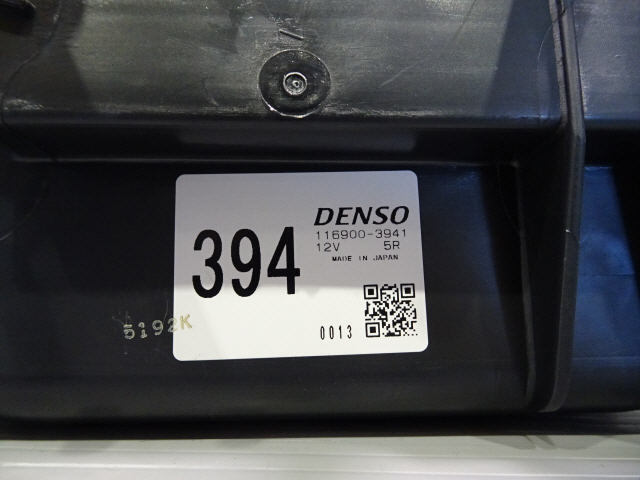 394
DENSO
116900-3941
12V 5R
MADE IN JAPAN
0013
5192K